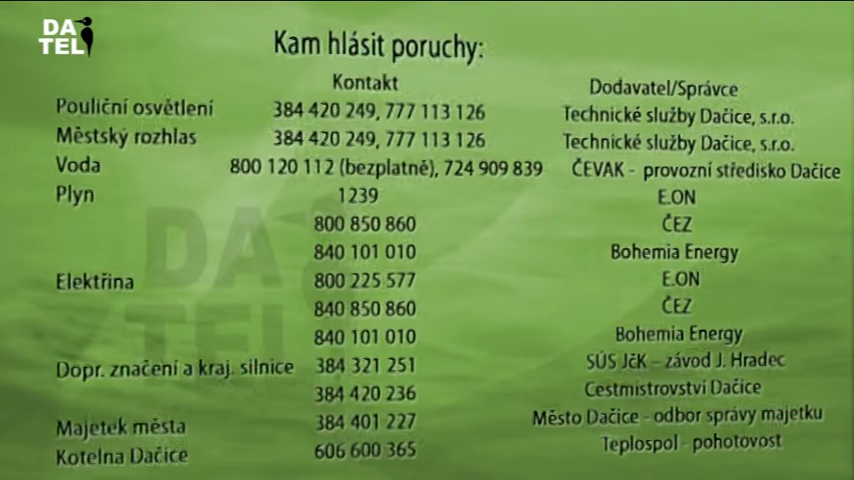 DA
TEL
Kam hlásit poruchy:
Kontakt Dodavatel/Správce
Pouliční osvětlení 384 420 249, 777 113 126 Technické služby Dačice, s.r.o.
Městský rozhlas 384 420 249, 777 113 126 Technické služby Dačice, s.r.o.
Voda 800 120 112 (bezplatně), 724 909 839 ČEVAK - provozní středisko Dačice
Plyn 1239 E.ON
800 850 860 ČEZ
840 101 010 Bohemia Energy
Elektřina 800 225 577 E.ON
840 850 860 ČEZ
840 101 010 Bohemia Energy
Dopr. značení a kraj. silnice 384 321 251 SÚS JčK – závod J. Hradec
384 420 236 Cestmistrovství Dačice
Majetek města 384 401 227 Město Dačice - odbor správy majetku
Kotelna Dačice 606 600 365 Teplospol - pohotovost
DA
TEL